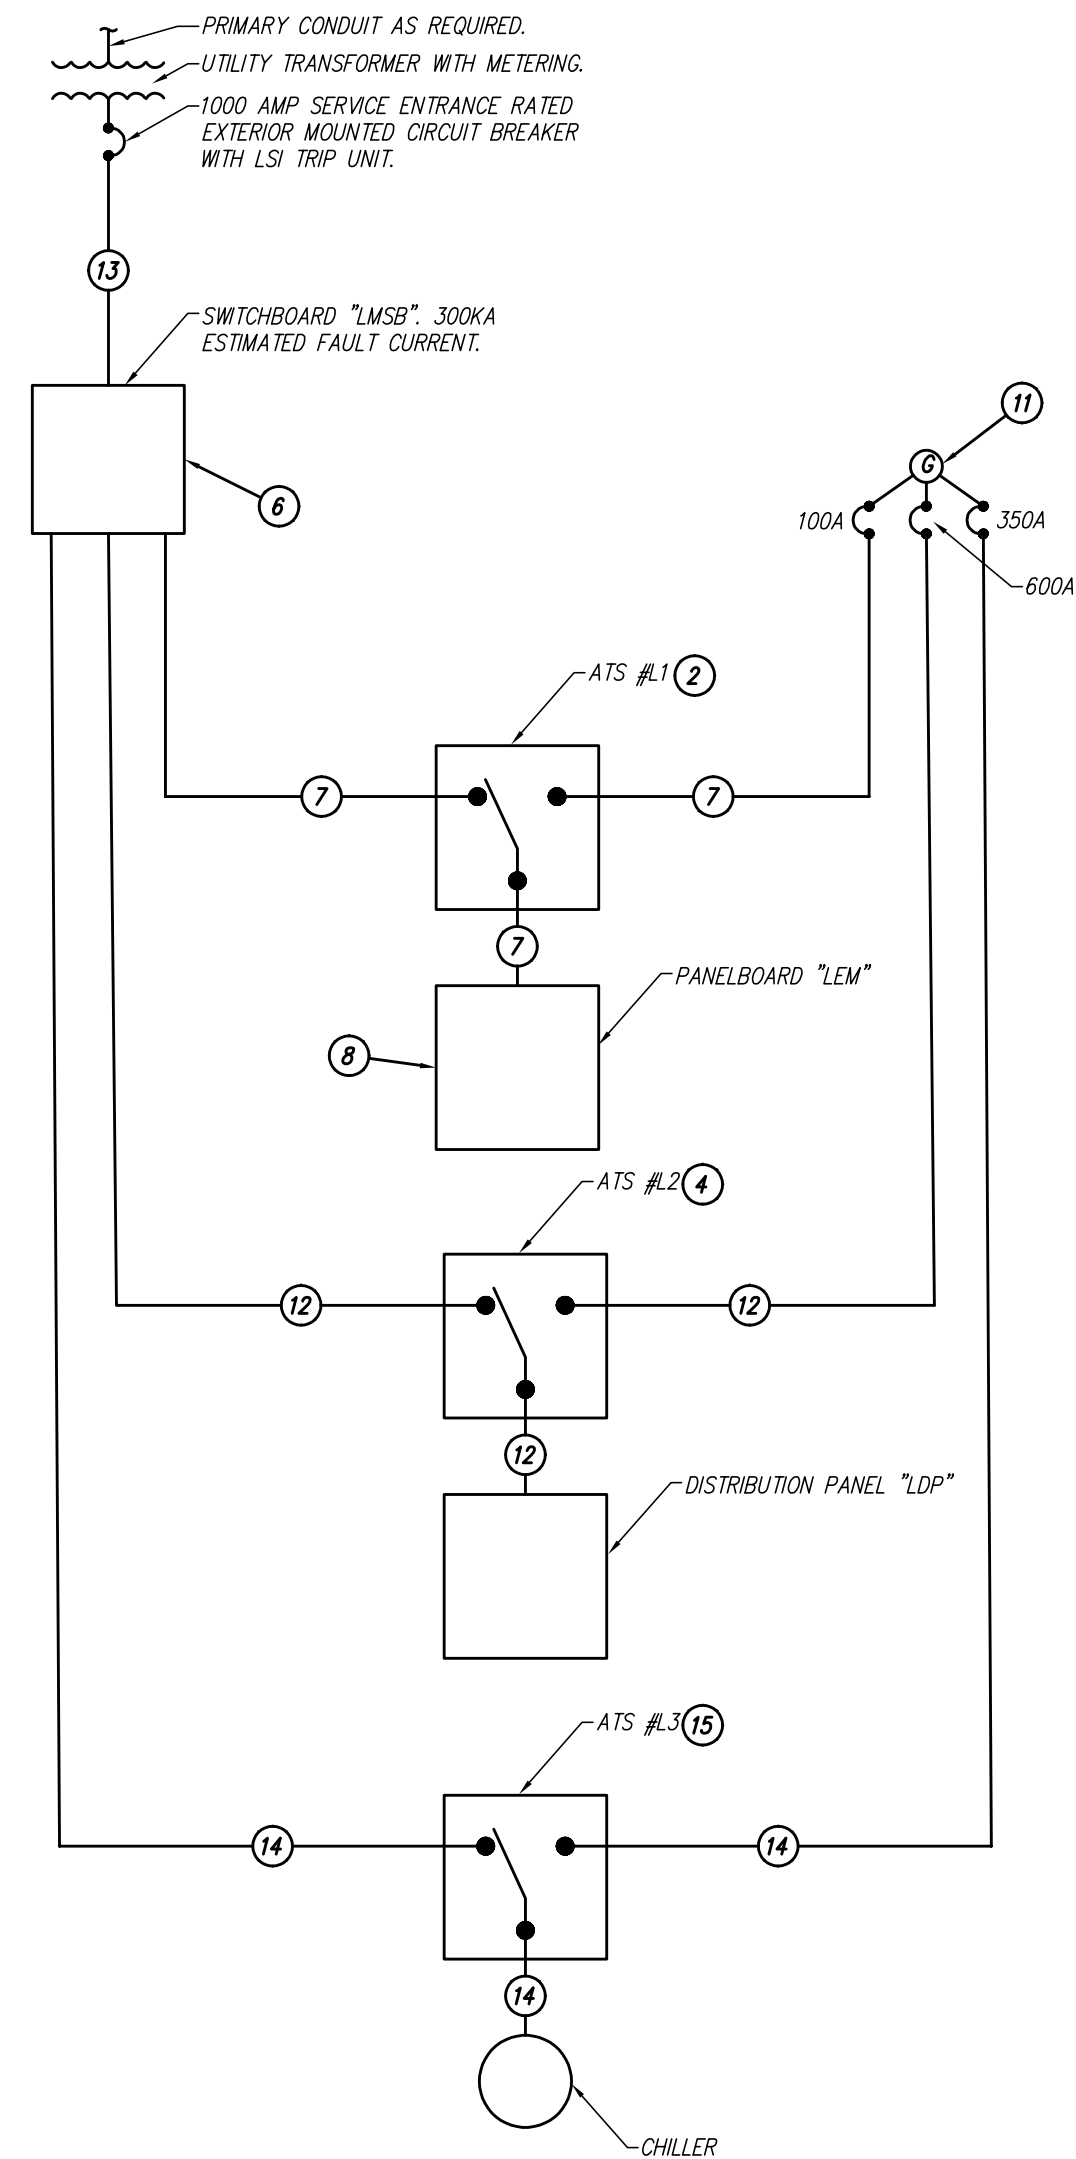 PRIMARY CONDUIT AS REQUIRED.
UTILITY TRANSFORMER WITH METERING.
1000 AMP SERVICE ENTRANCE RATED
EXTERIOR MOUNTED CIRCUIT BREAKER
WITH LSI TRIP UNIT.
13
SWITCHBOARD "LMSB". 300KA
ESTIMATED FAULT CURRENT.
6
11
G
100A
350A
600A
ATS #L1 2
7
7
7
PANELBOARD "LEM"
8
ATS #L2 4
12
12
12
DISTRIBUTION PANEL "LDP"
ATS #L3 15
14
14
14
CHILLER